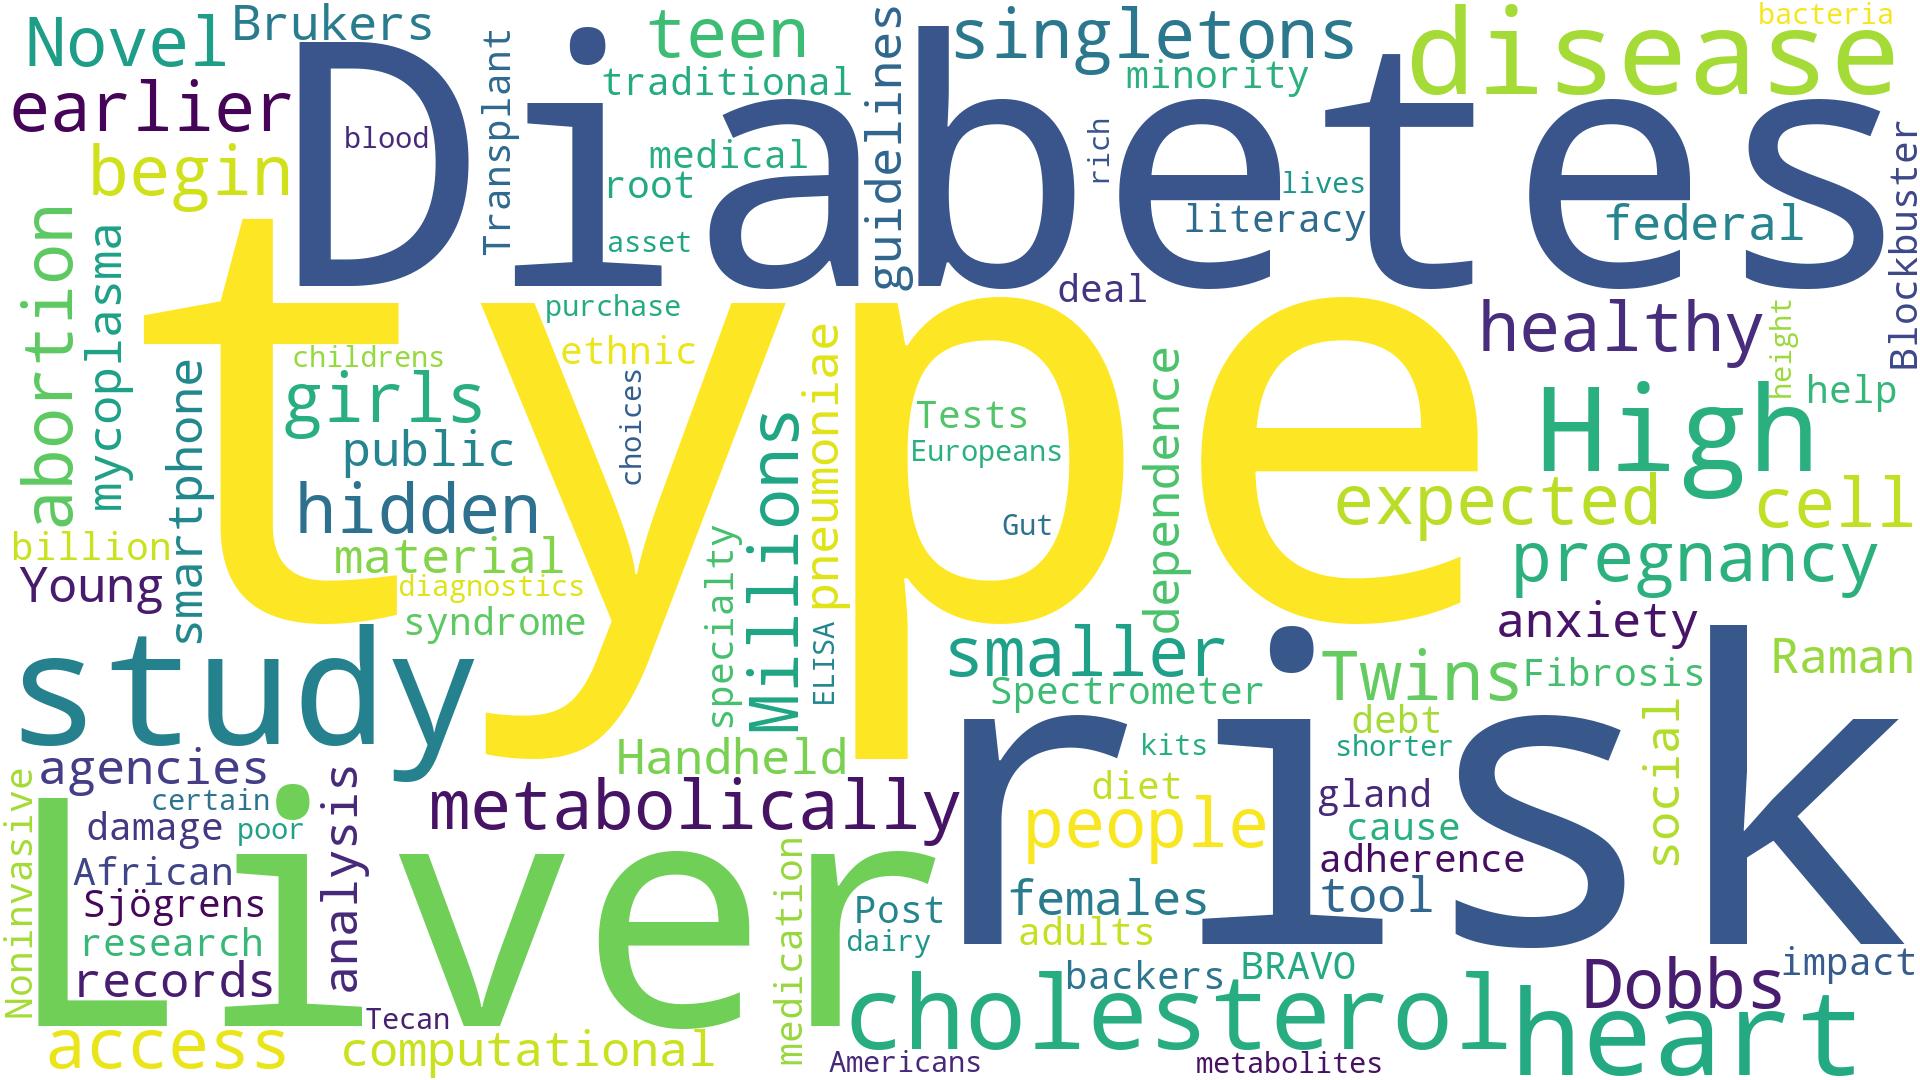 Novel
Brukers
teen
singletons
disease
bacteria
earlier
Diabetes
Transplant
traditional
guidelines
minority
blood
medical
rich
begin
root
lives
literacy
federal
Blockbuster
asset
abortion
mycoplasma
type
purchase
deal
healthy
height
childrens
ethnic
pneumoniae
smartphone
girls
choices
Tests
dependence
High
help
public
Millions
Europeans
hidden
Gut
expected
cell
billion
material
specialty
pregnancy
Young
diagnostics
syndrome
ELISA
anxiety
study
smaller
Twins
Fibrosis
Raman
Spectrometer
debt
social
agencies
Handheld
kits
shorter
risk
Noninvasive
certain
analysis
metabolically
diet
gland
damage
poor
people
cause
Liver
African
medication
adherence
Sjögrens
Post
females
tool
research
dairy
adults
records
backers
BRAVO
Dobbs
impact
access
Tecan
computational
cholesterol
heart
Americans
metabolites